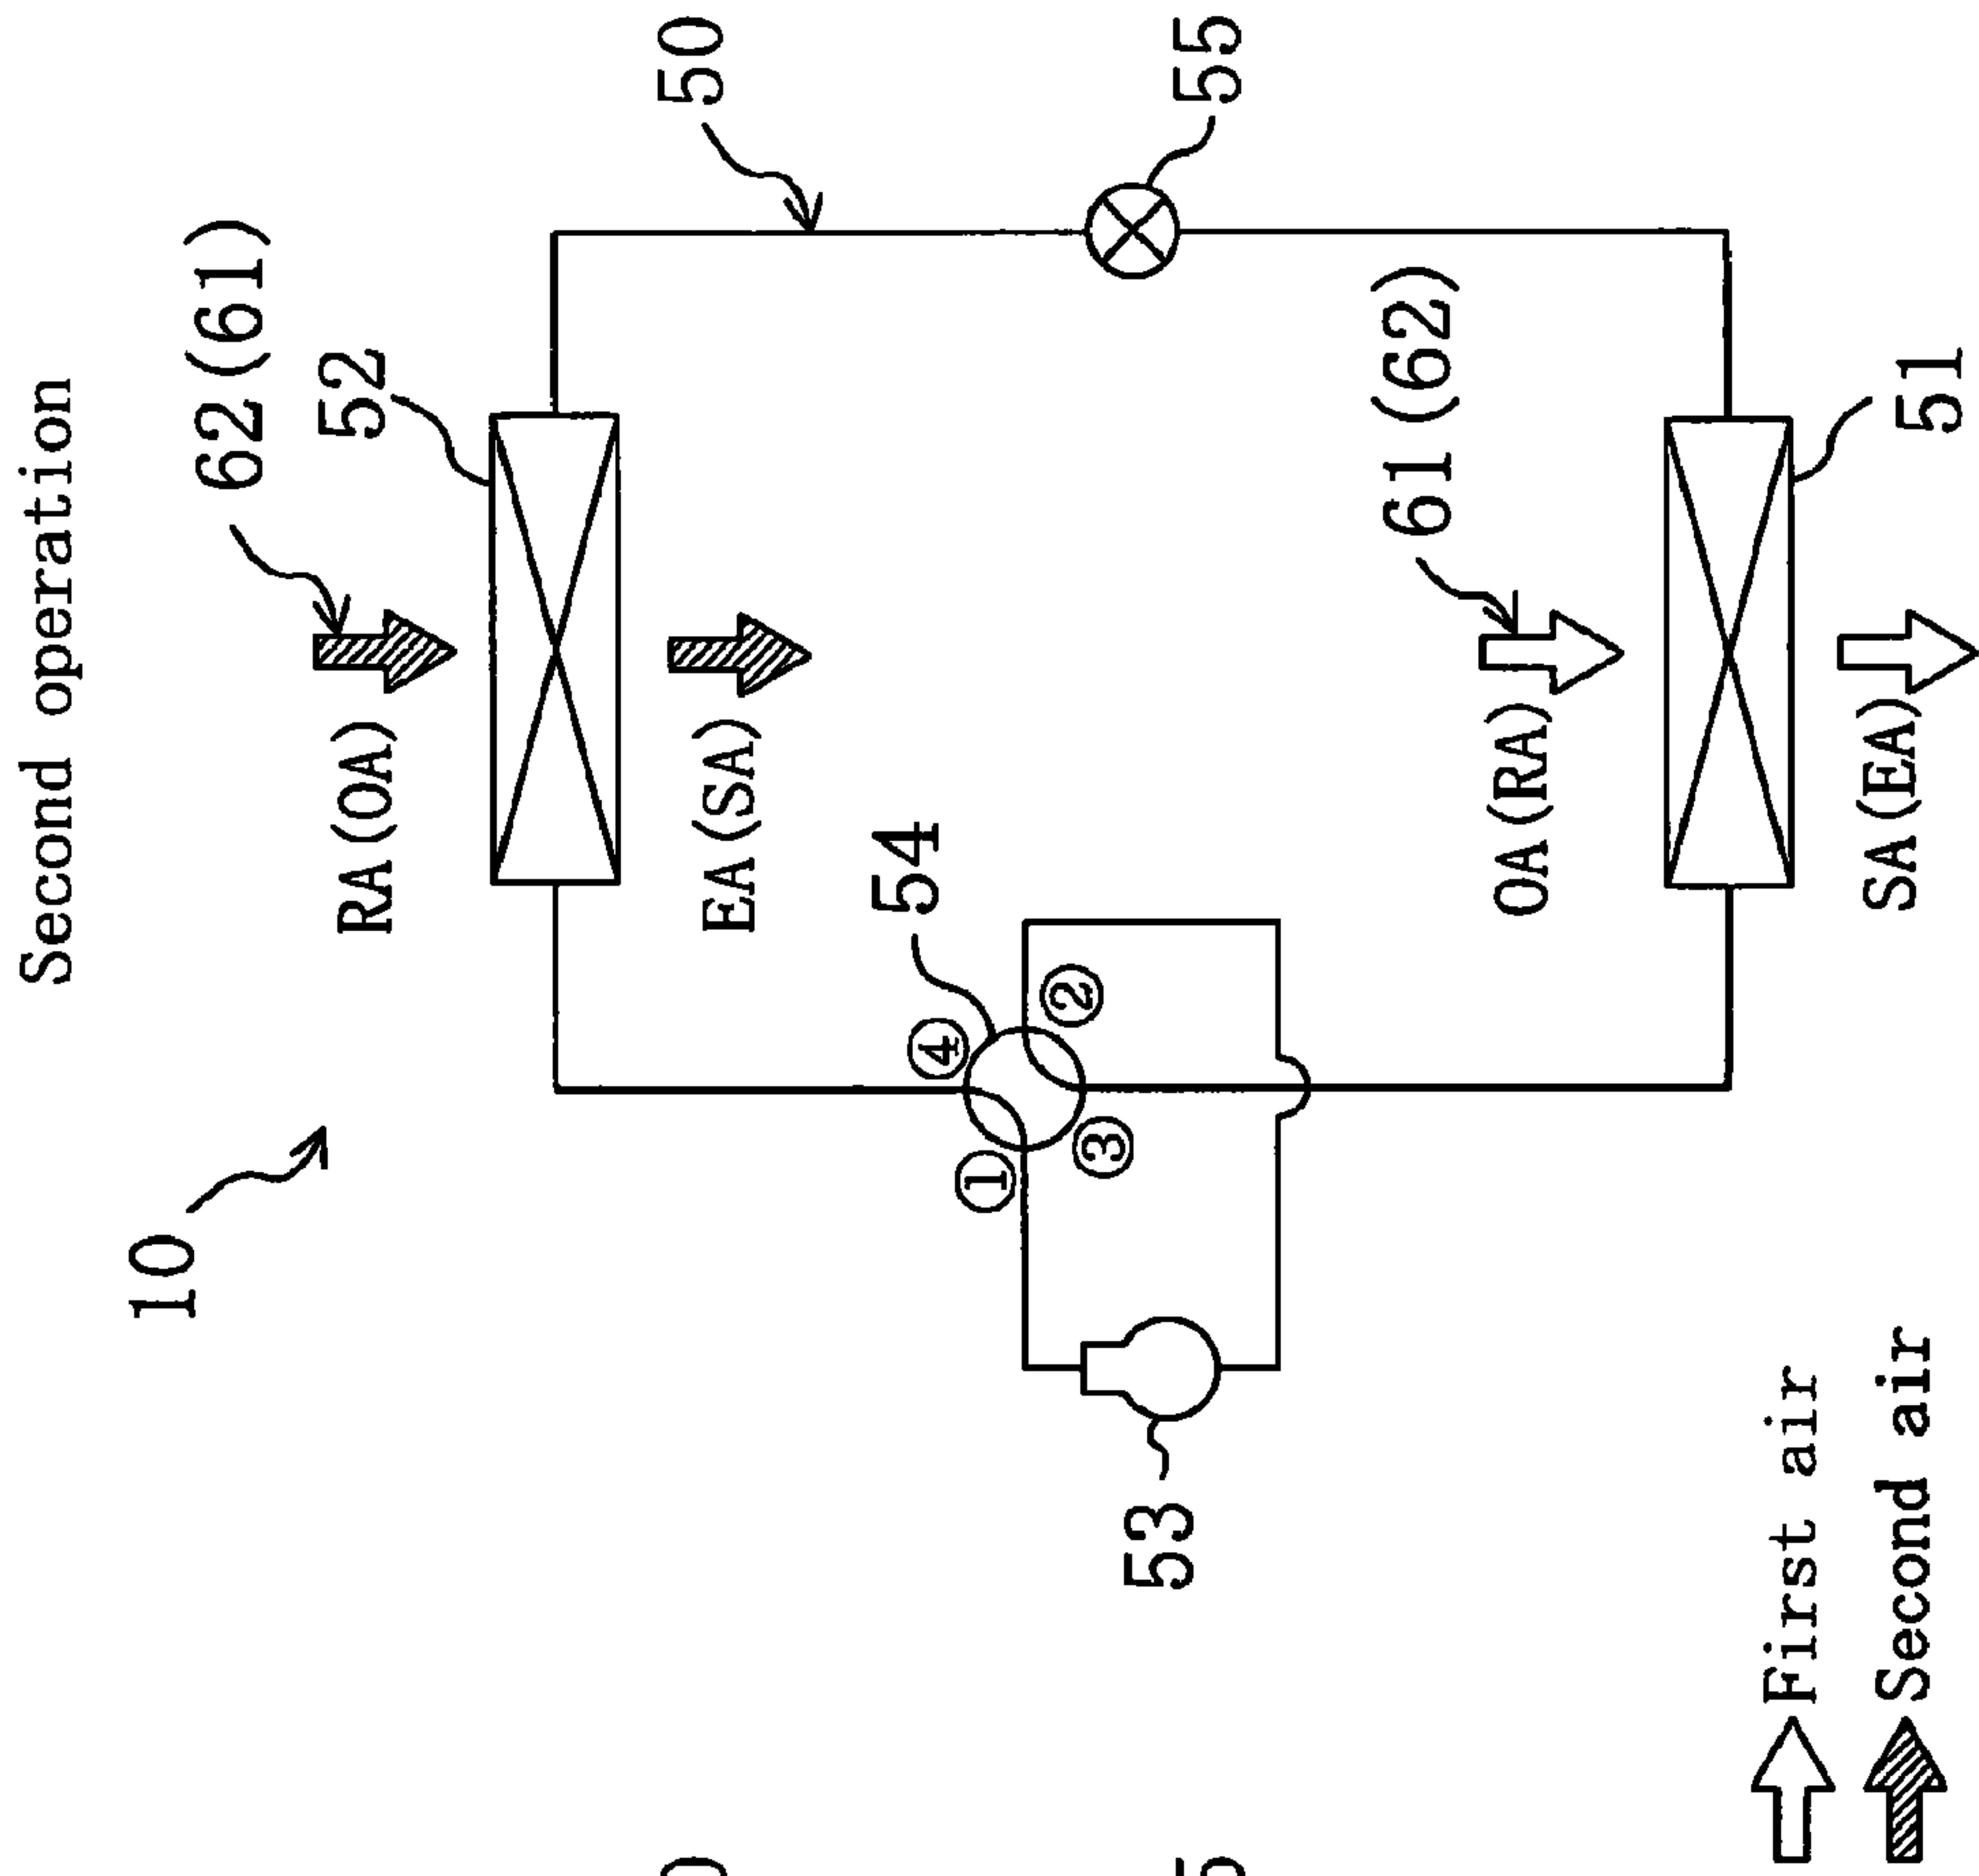 Second operation
10
62(61)
52
RA(OA)
EA(SA)
50
54
④
②
①
③
53
55
61(62)
OA(RA)
SA(EA)
51
First air
Second air